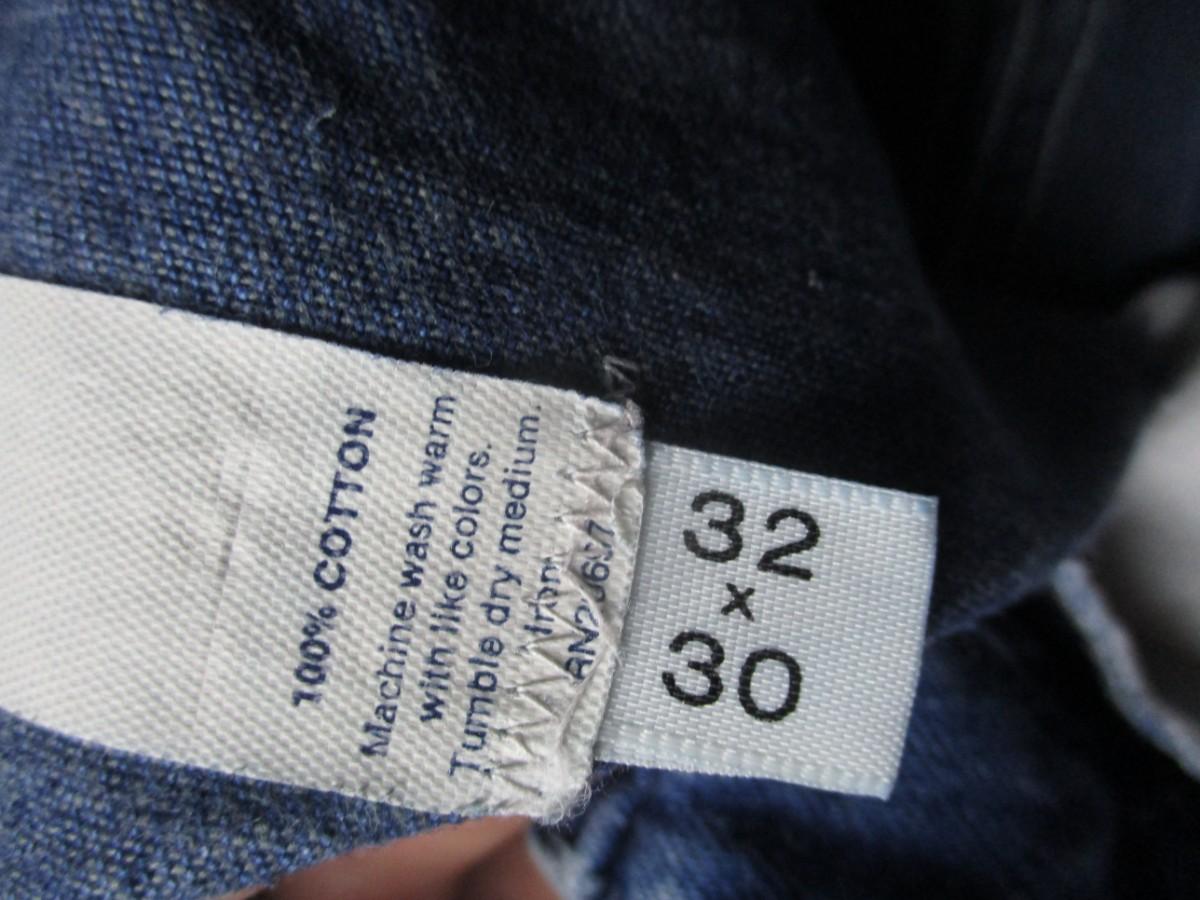 100% COTTON
Machine wash warm
with like colors.
Tumble dry medium.
32
x
30